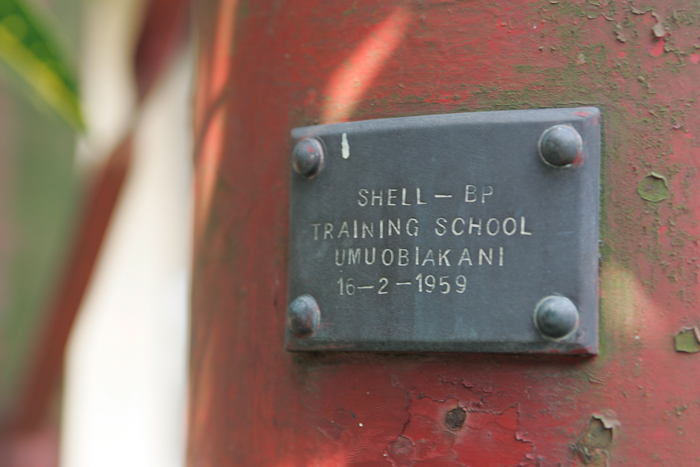 SHELL — BP
TRAINING SCHOOL
UMUOBIAKANI
16—2—1959